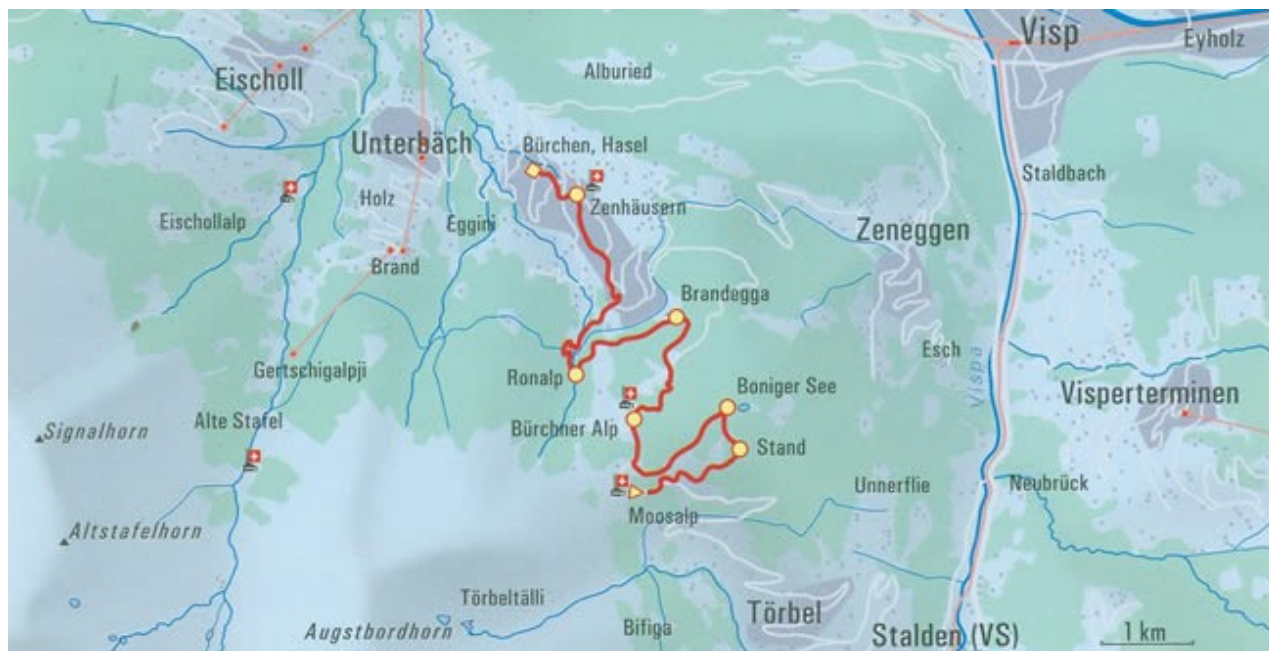 Visp
Eyholz
Eischoll
Alburied
Unterbäch
Bürchen, Hasel
Staldbach
Holz
Zenhäusern
Eischollalp
Eggini
Zeneggen
Brand
Brandegga
Esch
Vispa
Gertschigalpji
Ronalp
Boniger See
Visperterminen
Alte Stafel
Bürchner Alp
Signalhorn
Stand
Unnerflie
Neubrück
Moosalp
Altstafelhorn
Törbeltälli
Törbel
Augstbordhorn
Bifiga
Stalden (VS)
1 km